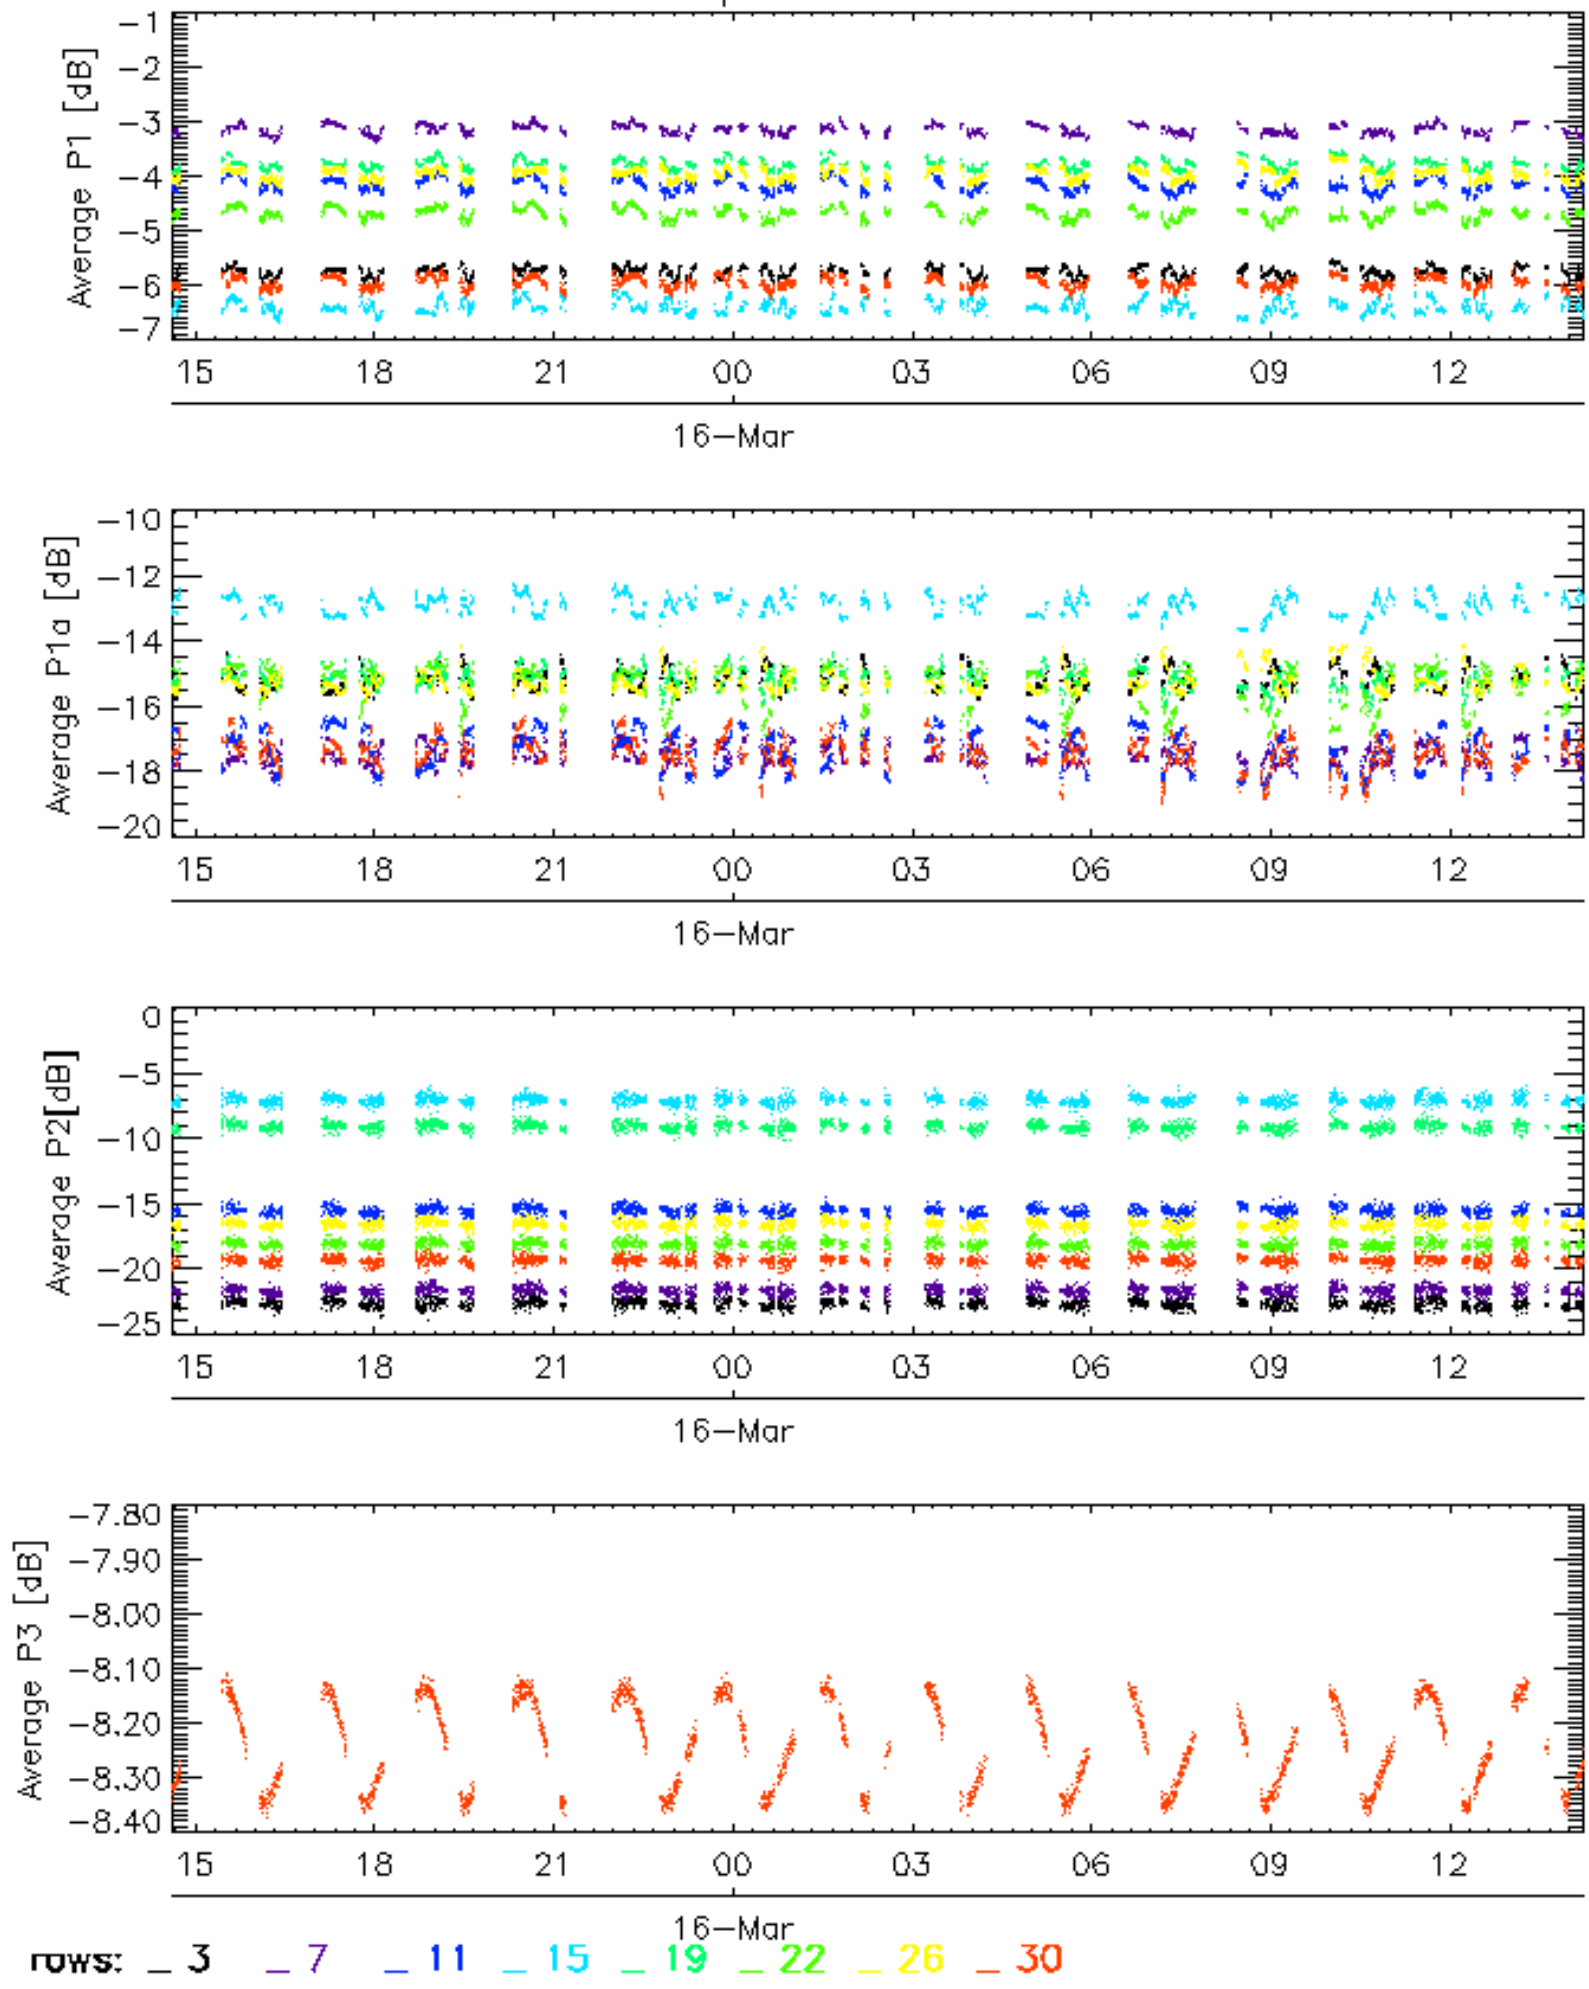 Average P1 [dB]
−1
−2
−3
−4
−5
−6
−7
15 18 21 00 03 06 09 12
16−Mar
Average P1a [dB]
−10
−12
−14
−16
−18
−20
15 18 21 00 03 06 09 12
16−Mar
Average P2[dB]
0
−5
−10
−15
−20
−25
15 18 21 00 03 06 09 12
16−Mar
Average P3 [dB]
−7.80
−7.90
−8.00
−8.10
−8.20
−8.30
−8.40
15 18 21 00 03 06 09 12
16−Mar
rows: _ 3 _ 7 _ 11 _ 15 _ 19 _ 22 _ 26 _ 30